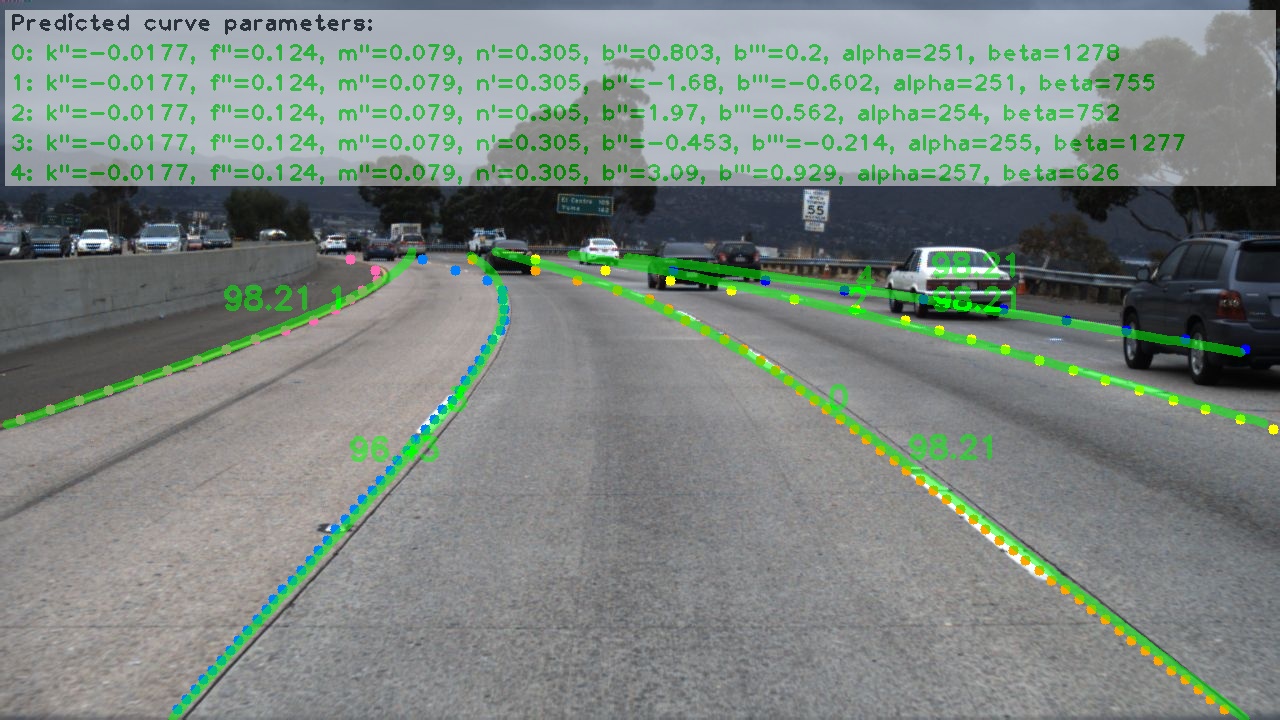 Predicted curve parameters:
0: k''=-0.0177, f''=0.124, m''=0.079, n'=0.305, b''=0.803, b'''=0.2, alpha=251, beta=1278
1: k''=-0.0177, f''=0.124, m''=0.079, n'=0.305, b''=-1.68, b'''=-0.602, alpha=251, beta=755
2: k''=-0.0177, f''=0.124, m''=0.079, n'=0.305, b''=1.97, b'''=0.562, alpha=254, beta=752
3: k''=-0.0177, f''=0.124, m''=0.079, n'=0.305, b''=-0.453, b'''=-0.214, alpha=255, beta=1277
4: k''=-0.0177, f''=0.124, m''=0.079, n'=0.305, b''=3.09, b'''=0.929, alpha=257, beta=626
El Centro 105
Yuma 162
55
98.21
4
98.21 1
98.21
0
98.21